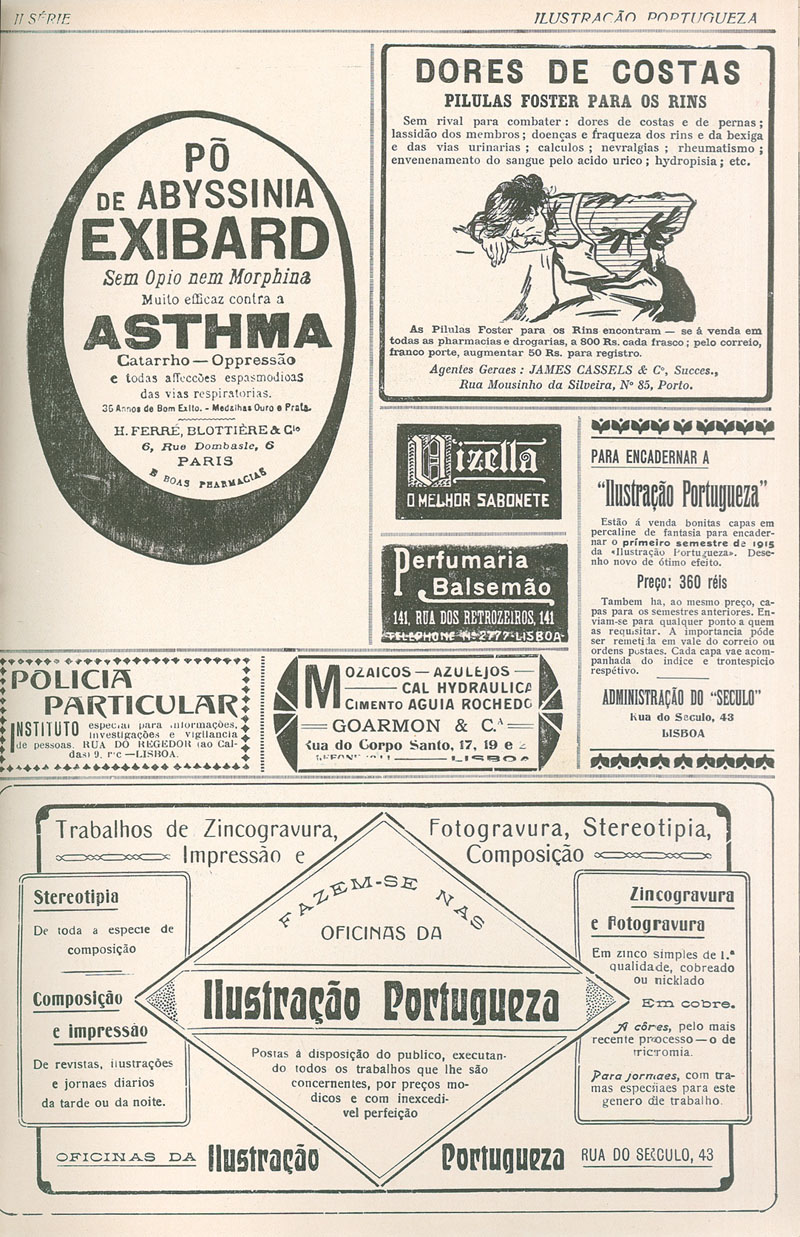 II SÉRIE
ILUSTRAÇÃO PORTUGUEZA
PÕ
DE ABYSSINIA
EXIBARD
Sem Opio nem Morphina
Muito efficaz contra a
ASTHMA
Catarrho — Oppressão
e todas affecções espasmodicas
das vias respiratorias.
36 Annos de Bom Exito. - Medalhas Ouro e Prata.
H. FERRÉ, BLOTTIÈRE & Cie
6, Rue Dombasle, 6
PARIS
E BOAS PHARMACIAS
DORES DE COSTAS
PILULAS FOSTER PARA OS RINS
Sem rival para combater: dores de costas e de pernas;
lassidão dos membros; doenças e fraqueza dos rins e da bexiga
e das vias urinarias; calculos; nevralgias; rheumatismo;
envenenamento do sangue pelo acido urico; hydropisia; etc.
As Pilulas Foster para os Rins encontram — se á venda em
todas as pharmacias e drogarias, a 800 Rs. cada frasco; pelo correio,
franco porte, augmentar 50 Rs. para registro.
Agentes Geraes: JAMES CASSELS & Cº, Succes.,
Rua Mousinho da Silveira, Nº 85, Porto.
Nizella
O MELHOR SABONETE
Perfumaria
Balsemão
141, RUA DOS RETROZEIROS, 141
TELEPHONE Nº 2777-LISBOA
PARA ENCADERNAR A
"Ilustração Portugueza"
Estão á venda bonitas capas em
percaline de fantasia para encader-
nar o primeiro semestre de 1915
da «Ilustração Portugueza». Dese-
nho novo de ótimo efeito.
Preço: 360 réis
Tambem ha, ao mesmo preço, ca-
pas para os semestres anteriores. En-
viam-se para qualquer ponto a quem
as requisitar. A importancia póde
ser remetida em vale do correio ou
ordens postaes. Cada capa vae acom-
panhada do indice e frontespicio
respétivo.
ADMINISTRAÇÃO DO "SECULO"
Rua do Seculo, 43
LISBOA
POLICIA
PARTICULAR
INSTITUTO especial para informações,
investigações e vigilancia
de pessoas. RUA DO REGEDOR (ao Cal-
das) 9, r/c —LISBOA.
MOZAICOS — AZULEJOS —
— CAL HYDRAULICA
CIMENTO AGUIA ROCHEDO
GOARMON & C.ª
Rua do Corpo Santo, 17, 19 e 2
LISBOA
Trabalhos de Zincogravura, Fotogravura, Stereotipia,
Impressão e Composição
FAZEM-SE NAS
OFICINAS DA
Ilustração Portugueza
Postas á disposição do publico, executan-
do todos os trabalhos que lhe são
concernentes, por preços mo-
dicos e com inexcedi-
vel perfeição
Stereotipia
De toda a especie de
composição
Composição
e impressão
De revistas, ilustrações
e jornaes diarios
da tarde ou da noite.
Zincogravura
e Fotogravura
Em zinco simples de 1.ª
qualidade, cobreado
ou nicklado
Em cobre.
A côres, pelo mais
recente processo — o de
tricromia.
Para jornaes, com tra-
mas especiaes para este
genero de trabalho.
OFICINAS DA Ilustração Portugueza RUA DO SECULO, 43